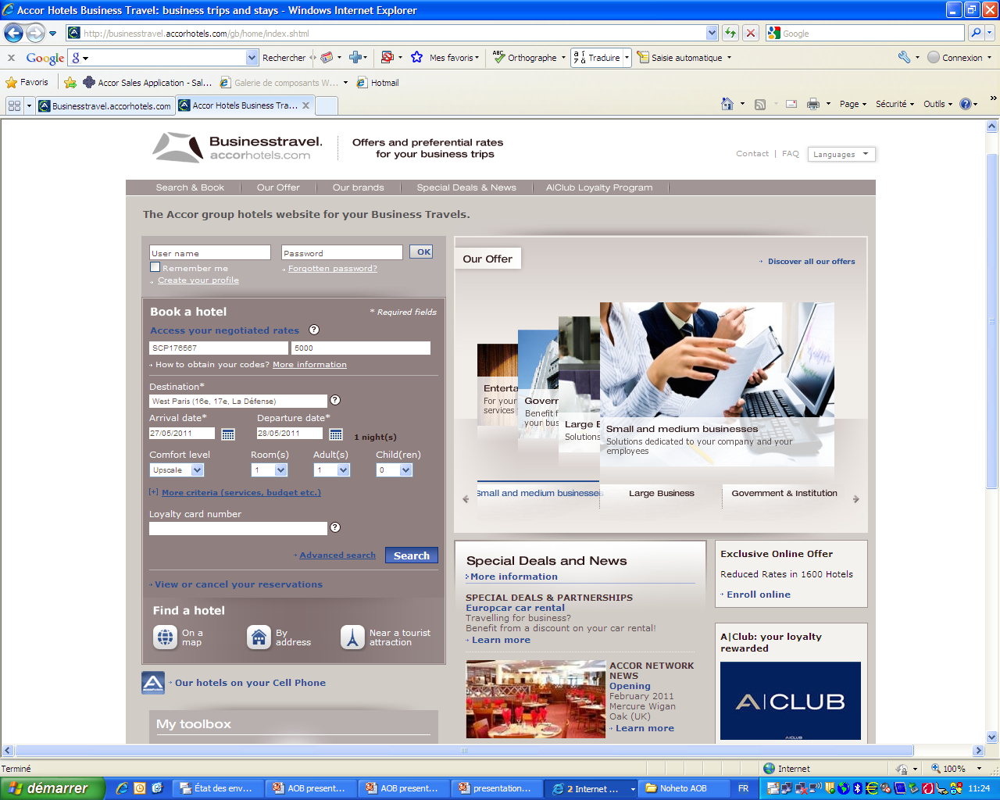 Accor Hotels Business Travel: business trips and stays - Windows Internet Explorer
http://businesstravel.accorhotels.com/gb/home/index.shtml
Google
Google
Rechercher
Mes favoris
Orthographe
Traduire
Saisie automatique
Connexion
Favoris
Accor Sales Application - Sal...
Galerie de composants W...
Hotmail
Businesstravel.accorhotels.com
Accor Hotels Business Tra...
Page
Sécurité
Outils
Businesstravel.
accorhotels.com
Offers and preferential rates
for your business trips
Contact | FAQ
Languages
Search & Book
Our Offer
Our brands
Special Deals & News
A|Club Loyalty Program
The Accor group hotels website for your Business Travels.
User name
Password
OK
Remember me
Forgotten password?
Create your profile
Book a hotel
* Required fields
Access your negotiated rates
?
SCP176567
5000
How to obtain your codes? More information
Destination*
West Paris (16e, 17e, La Défense)
?
Arrival date*
Departure date*
27/05/2011
28/05/2011
1 night(s)
Comfort level
Room(s)
Adult(s)
Child(ren)
Upscale
1
1
0
[+] More criteria (services, budget etc.)
Loyalty card number
?
Advanced search
Search
View or cancel your reservations
Find a hotel
On a
map
By
address
Near a tourist
attraction
Our hotels on your Cell Phone
My toolbox
Our Offer
Discover all our offers
Enterta
For your
services
Govern
Benefit f
your bus
Large B
Solutions
Small and medium businesses
Solutions dedicated to your company and your
employees
Small and medium businesses
Large Business
Government & Institution
Special Deals and News
More information
SPECIAL DEALS & PARTNERSHIPS
Europcar car rental
Travelling for business?
Benefit from a discount on your car rental!
Learn more
ACCOR NETWORK
NEWS
Opening
February 2011
Mercure Wigan
Oak (UK)
Learn more
Exclusive Online Offer
Reduced Rates in 1600 Hotels
Enroll online
A|Club: your loyalty
rewarded
A|CLUB
A|CLUB
Terminé
Internet
100%
démarrer
État des env...
AOB present...
AOB present...
presentation...
2 Internet ...
Noheto AOB
FR
11:24